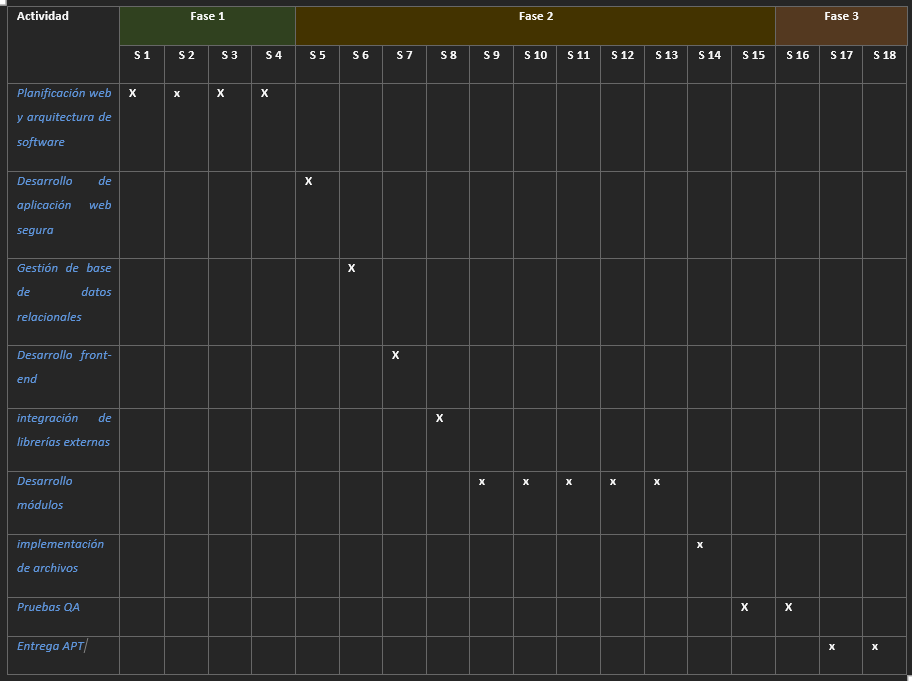 Actividad Fase 1 Fase 2 Fase 3
S 1 S 2 S 3 S 4 S 5 S 6 S 7 S 8 S 9 S 10 S 11 S 12 S 13 S 14 S 15 S 16 S 17 S 18
Planificación web X x X X
y arquitectura de
software
Desarrollo de X
aplicación web
segura
Gestión de base X
de datos
relacionales
Desarrollo front- X
end
integración de X
librerías externas
Desarrollo x x x x x
módulos
implementación x
de archivos
Pruebas QA X X
Entrega APT x x